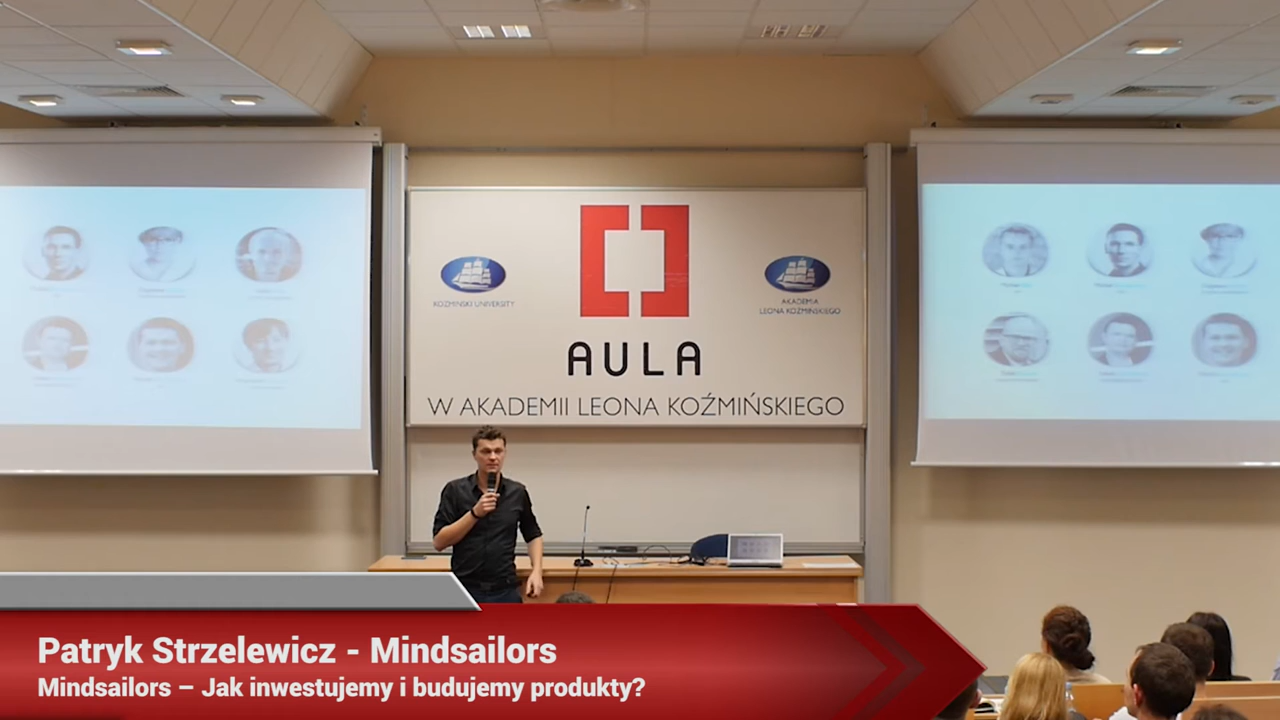 KOZMINSKI UNIVERSITY
AKADEMIA
LEONA KOŹMIŃSKIEGO
AULA
W AKADEMII LEONA KOŹMIŃSKIEGO
Patryk Strzelewicz - Mindsailors
Mindsailors – Jak inwestujemy i budujemy produkty?